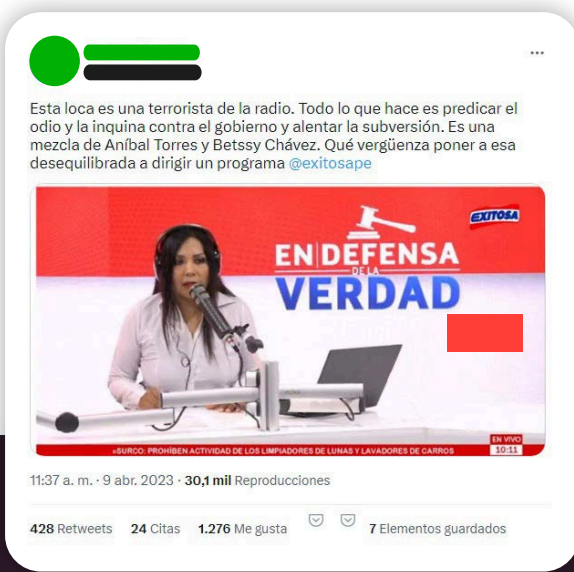 Esta loca es una terrorista de la radio. Todo lo que hace es predicar el
odio y la inquina contra el gobierno y alentar la subversión. Es una
mezcla de Aníbal Torres y Betssy Chávez. Qué vergüenza poner a esa
desequilibrada a dirigir un programa @exitosape
EXITOSA
EN DEFENSA
DE LA
VERDAD
EN VIVO
»SURCO: PROHÍBEN ACTIVIDAD DE LOS LIMPIADORES DE LUNAS Y LAVADORES DE CARROS
10:11
11:37 a. m. · 9 abr. 2023 · 30,1 mil Reproducciones
428 Retweets 24 Citas 1.276 Me gusta 7 Elementos guardados